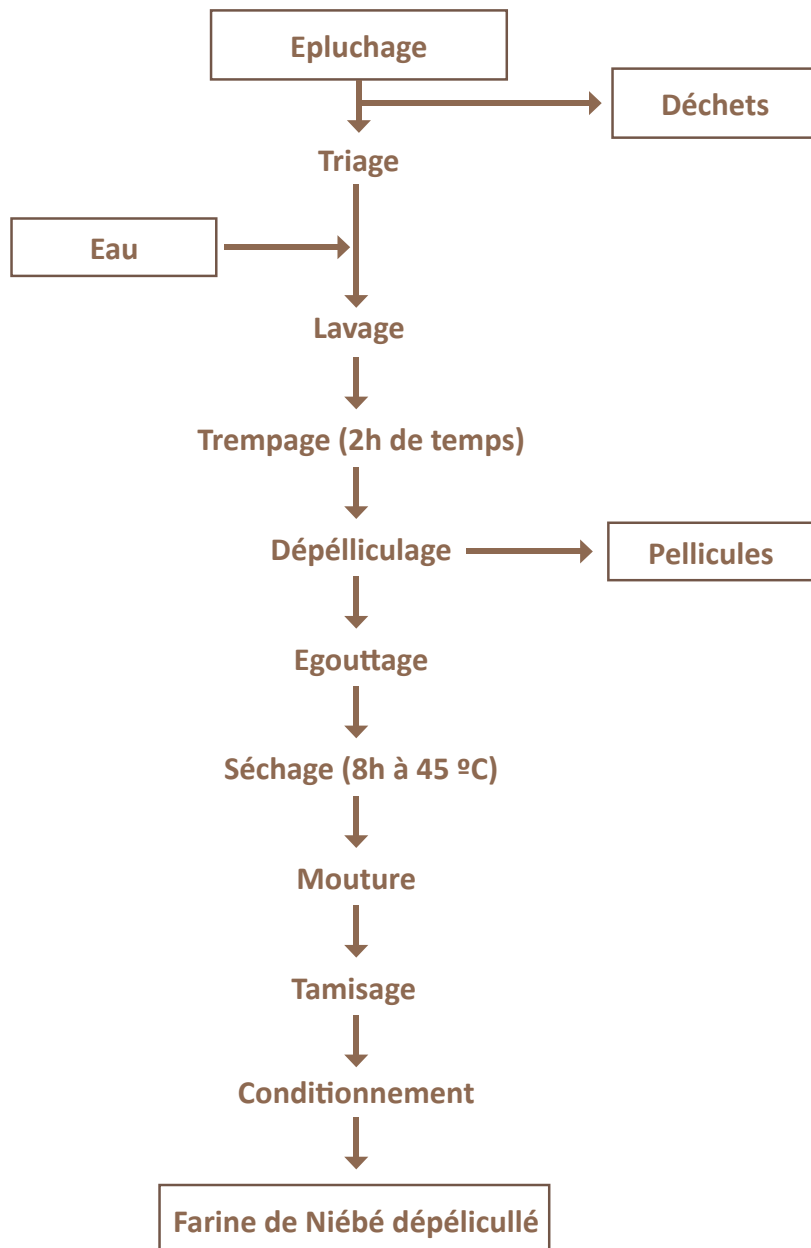 Epluchage
Déchets
Triage
Eau
Lavage
Trempage (2h de temps)
Dépélliculage
Pellicules
Egouttage
Séchage (8h à 45 ºC)
Mouture
Tamisage
Conditionnement
Farine de Niébé dépélicullé